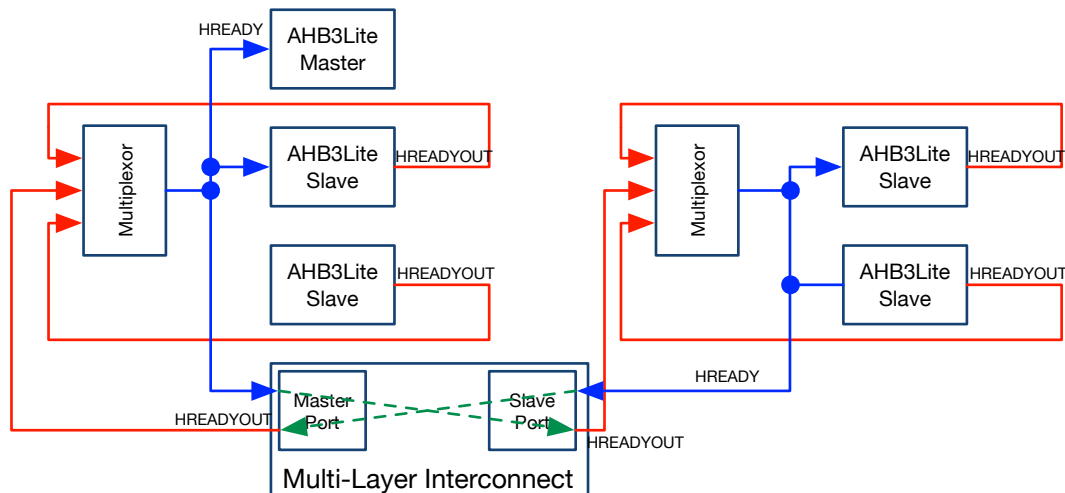 HREADY
AHB3Lite
Master
Multiplexor
AHB3Lite
Slave
HREADYOUT
AHB3Lite
Slave
HREADYOUT
Multiplexor
AHB3Lite
Slave
HREADYOUT
AHB3Lite
Slave
HREADYOUT
HREADY
Master
Port
HREADYOUT
Slave
Port
HREADYOUT
Multi-Layer Interconnect